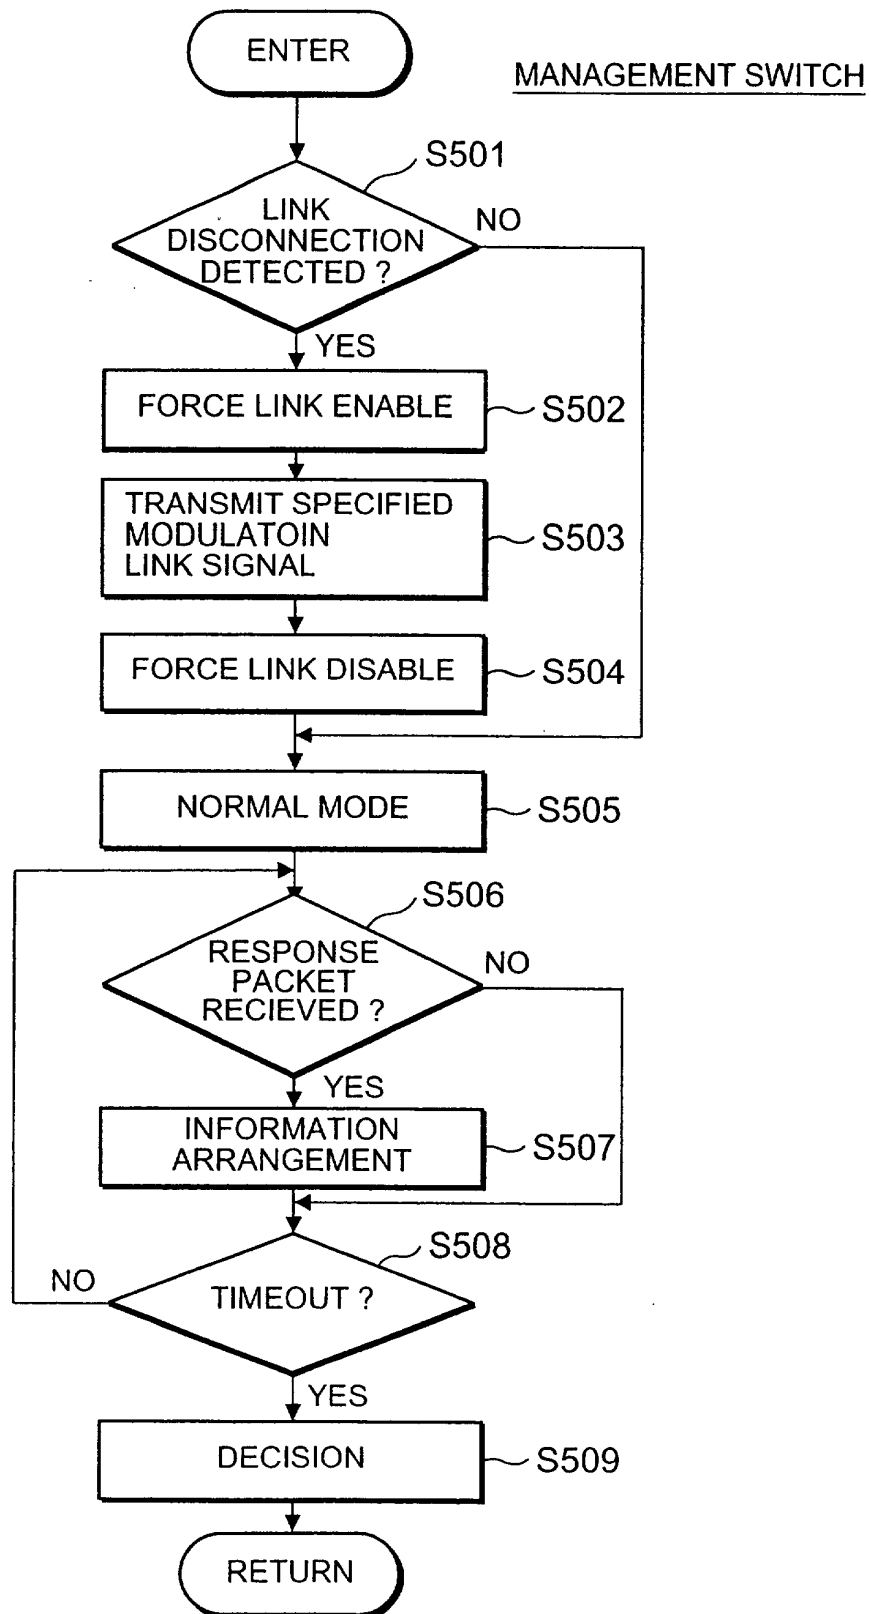 ENTER
MANAGEMENT SWITCH
S501
LINK
DISCONNECTION
DETECTED ?
NO
YES
FORCE LINK ENABLE
S502
TRANSMIT SPECIFIED
MODULATOIN
LINK SIGNAL
S503
FORCE LINK DISABLE
S504
NORMAL MODE
S505
S506
RESPONSE
PACKET
RECIEVED ?
NO
YES
INFORMATION
ARRANGEMENT
S507
S508
NO
TIMEOUT ?
YES
DECISION
S509
RETURN